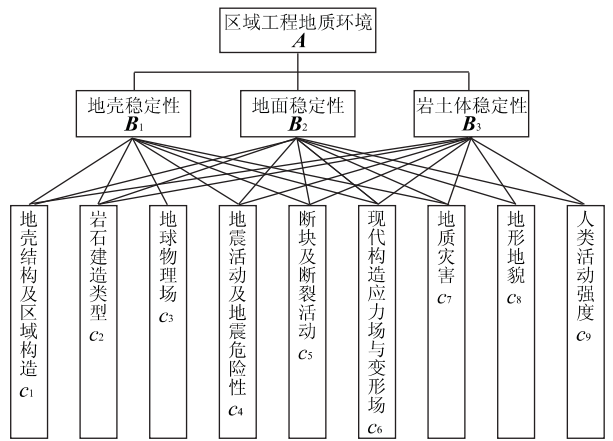 区域工程地质环境
A
地壳稳定性
B1
地面稳定性
B2
岩土体稳定性
B3
地壳结构及区域构造
c1
岩石建造类型
c2
地球物理场
c3
地震活动及地震危险性
c4
断块及断裂活动
c5
现代构造应力场与变形场
c6
地质灾害
c7
地形地貌
c8
人类活动强度
c9